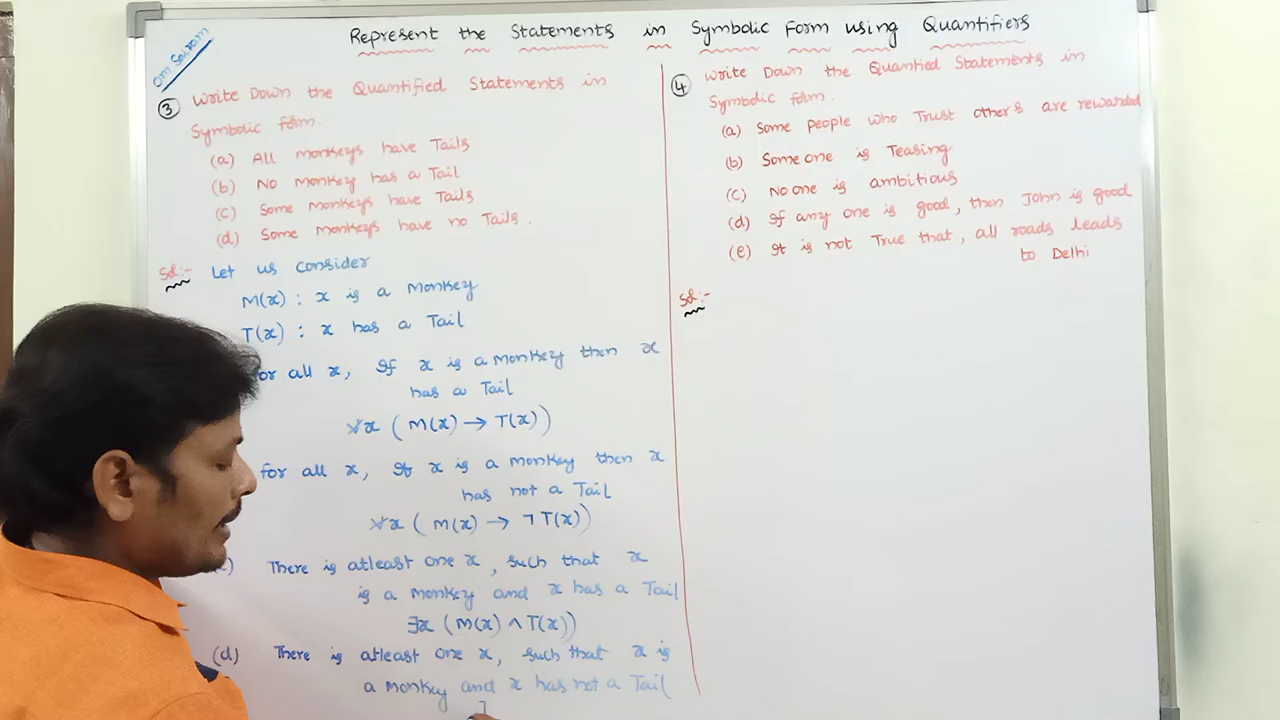 Om Sairam
Represent the Statements in Symbolic Form using Quantifiers
③ Write Down the Quantified Statements in
Symbolic form.
(a) All monkeys have Tails
(b) No monkey has a Tail
(c) Some monkeys have Tails
(d) Some monkeys have no Tails.
Sol:- Let us consider
M(x) : x is a monkey
T(x) : x has a Tail
for all x, If x is a monkey then x
has a Tail
∀x ( M(x) → T(x))
for all x, If x is a monkey then x
has not a Tail
∀x ( M(x) → ¬T(x))
There is atleast one x, such that x
is a monkey and x has a Tail
∃x (M(x) ∧ T(x))
(d) There is atleast one x, such that x is
a monkey and x has not a Tail
④ Write Down the Quantied Statements in
Symbolic form.
(a) Some people who Trust others are rewarded
(b) Some one is Teasing
(c) No one is ambitious
(d) If any one is good, then John is good
(e) It is not True that, all roads leads
to Delhi
Sol:-